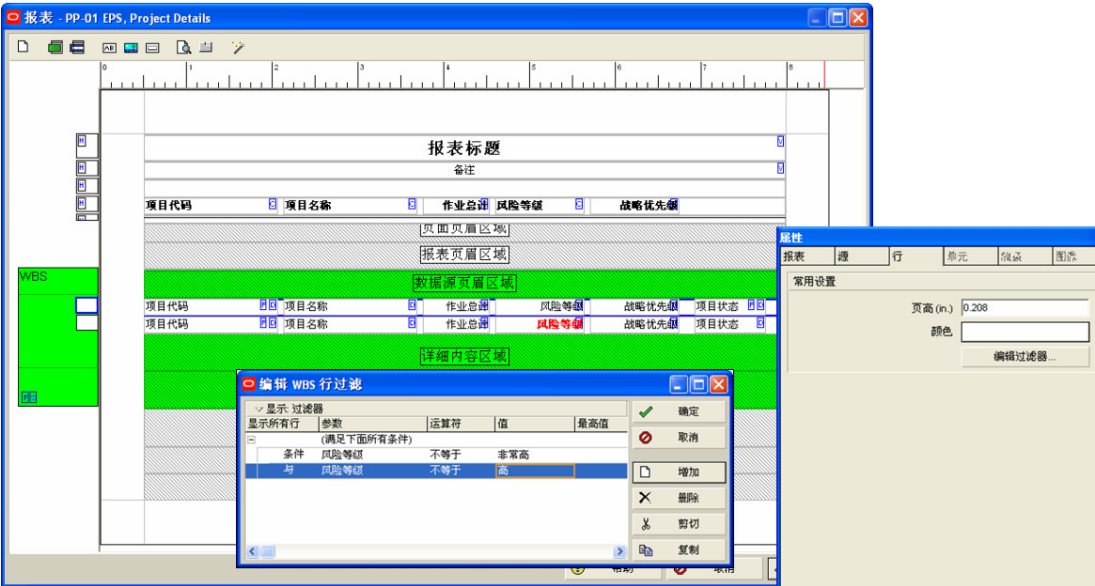 报表 - PP-01 EPS, Project Details
0 1 2 3 4 5 6 7 8
报表标题
备注
项目代码 项目名称 作业总计 风险等级 战略优先级
页面页眉区域
报表页眉区域
WBS
数据源页眉区域
项目代码 项目名称 作业总计 风险等级 战略优先级 项目状态
项目代码 项目名称 作业总计 风险等级 战略优先级 项目状态
详细内容区域
属性
报表 源 行 单元
常用设置
页高(in.) 0.208
颜色
编辑过滤器...
编辑 WBS 行过滤
显示: 过滤器
显示所有行 参数 运算符 值 最高值
(满足下面所有条件)
条件 风险等级 不等于 非常高
与 风险等级 不等于 高
确定
取消
增加
删除
剪切
复制
帮助 取消